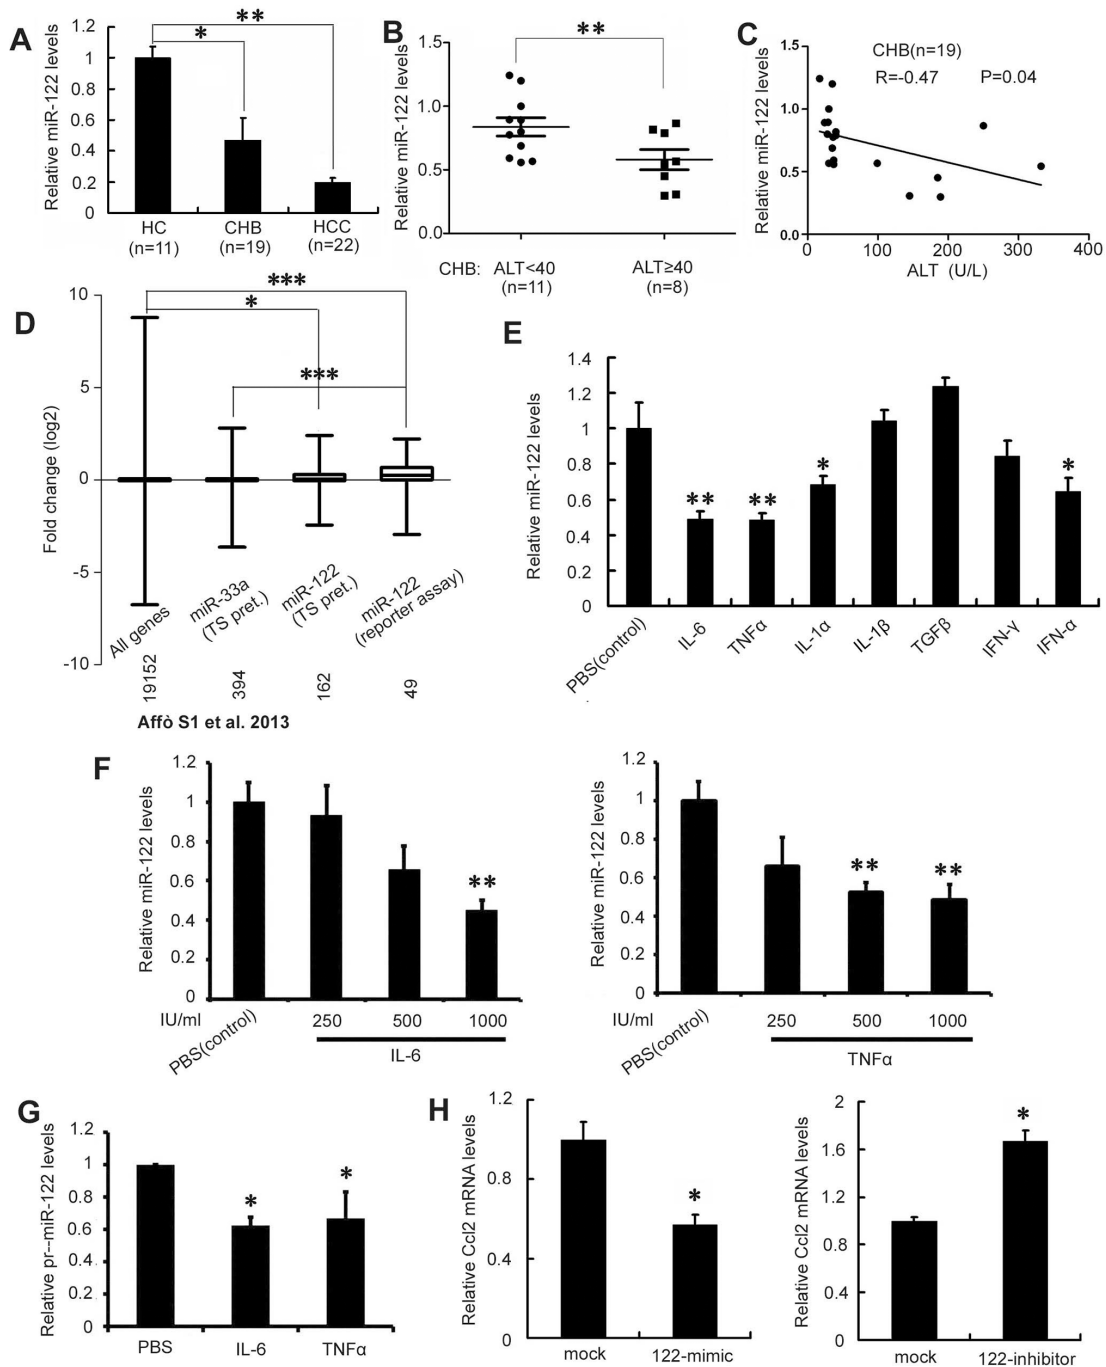 A
Relative miR-122 levels
1.2
1
0.8
0.6
0.4
0.2
0
*
**
HC
(n=11)
CHB
(n=19)
HCC
(n=22)
B
Relative miR-122 levels
1.5
1.0
0.5
0.0
**
CHB:
ALT<40
(n=11)
ALT≥40
(n=8)
C
Relative miR-122 levels
1.5
1.0
0.5
0.0
CHB(n=19)
R=-0.47 P=0.04
0 100 200 300 400
ALT (U/L)
D
Fold change (log2)
10
5
0
-5
-10
***
*
***
All genes
miR-33a
(TS pret.)
miR-122
(TS pret.)
miR-122
(reporter assay)
19152
394
162
49
Affò S1 et al. 2013
E
Relative miR-122 levels
1.4
1.2
1
0.8
0.6
0.4
0.2
0
**
**
*
*
PBS(control)
IL-6
TNFα
IL-1α
IL-1β
TGFβ
IFN-γ
IFN-α
F
Relative miR-122 levels
1.2
1
0.8
0.6
0.4
0.2
0
**
IU/ml
PBS(control)
250 500 1000
IL-6
Relative miR-122 levels
1.2
1
0.8
0.6
0.4
0.2
0
**
**
IU/ml
PBS(control)
250 500 1000
TNFα
G
Relative pr--miR-122 levels
1.2
1
0.8
0.6
0.4
0.2
0
*
*
PBS IL-6 TNFα
H
Relative Ccl2 mRNA levels
1.2
0.8
0.4
0
*
mock 122-mimic
Relative Ccl2 mRNA levels
2
1.6
1.2
0.8
0.4
0
*
mock 122-inhibitor